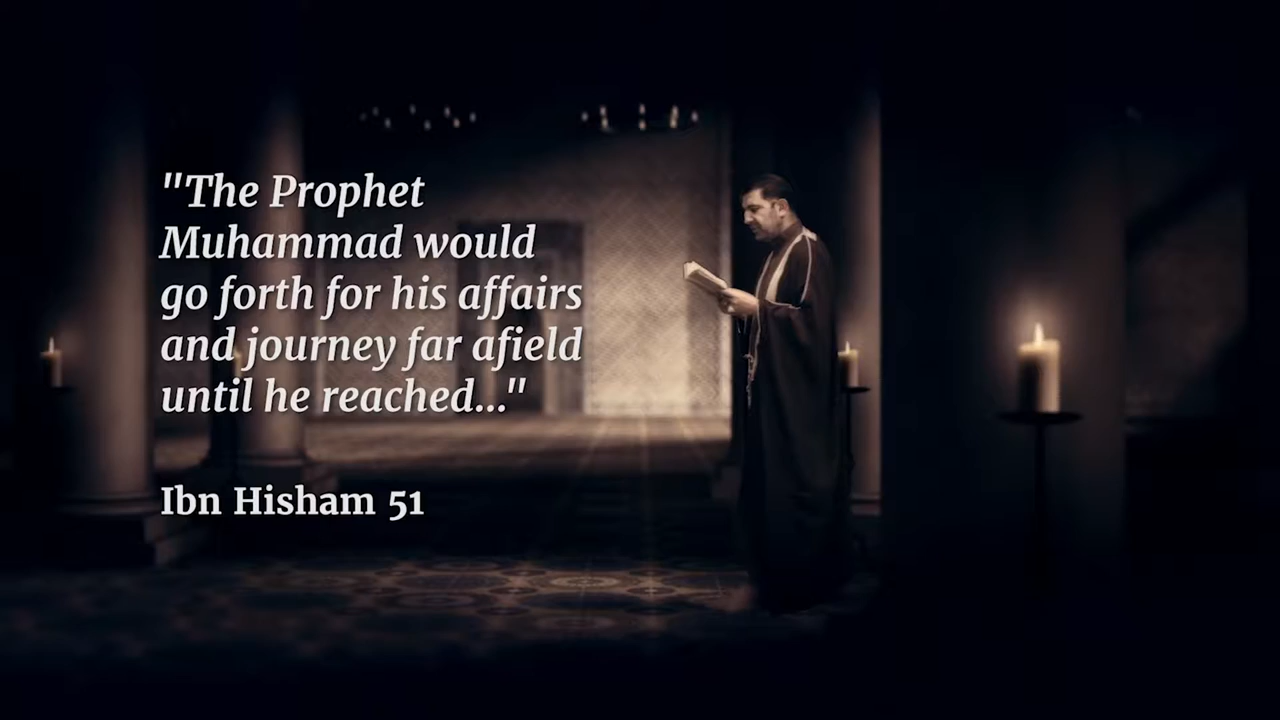 "The Prophet
Muhammad would
go forth for his affairs
and journey far afield
until he reached..."
Ibn Hisham 51